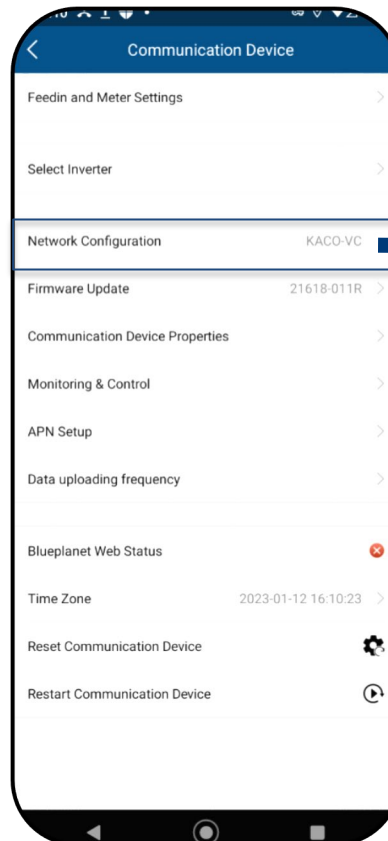 Communication Device
Feedin and Meter Settings
Select Inverter
Network Configuration KACO-VC
Firmware Update 21618-011R
Communication Device Properties
Monitoring & Control
APN Setup
Data uploading frequency
Blueplanet Web Status
Time Zone 2023-01-12 16:10:23
Reset Communication Device
Restart Communication Device